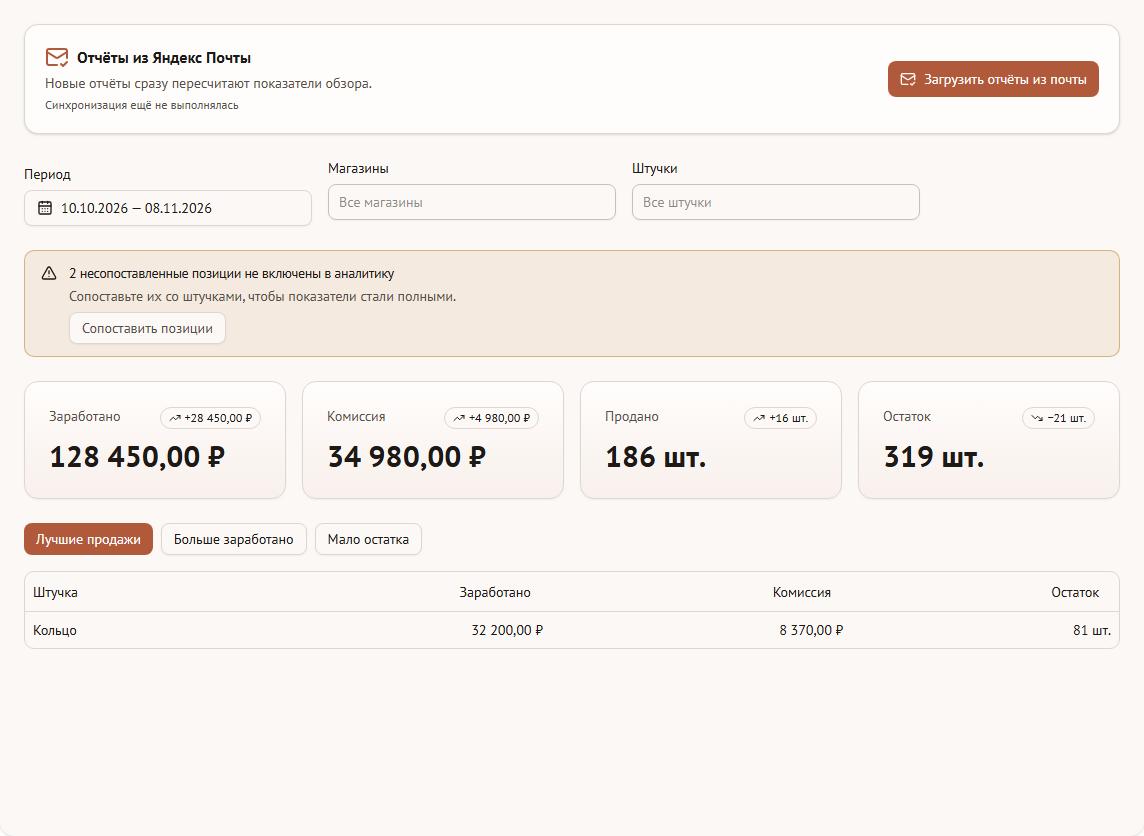 Отчёты из Яндекс Почты
Новые отчёты сразу пересчитают показатели обзора.
Синхронизация ещё не выполнялась
Загрузить отчёты из почты
Период
Магазины
Штучки
10.10.2026 — 08.11.2026
Все магазины
Все штучки
2 несопоставленные позиции не включены в аналитику
Сопоставьте их со штучками, чтобы показатели стали полными.
Сопоставить позиции
Заработано
+28 450,00 ₽
128 450,00 ₽
Комиссия
+4 980,00 ₽
34 980,00 ₽
Продано
+16 шт.
186 шт.
Остаток
−21 шт.
319 шт.
Лучшие продажи
Больше заработано
Мало остатка
Штучка Заработано Комиссия Остаток
Кольцо 32 200,00 ₽ 8 370,00 ₽ 81 шт.